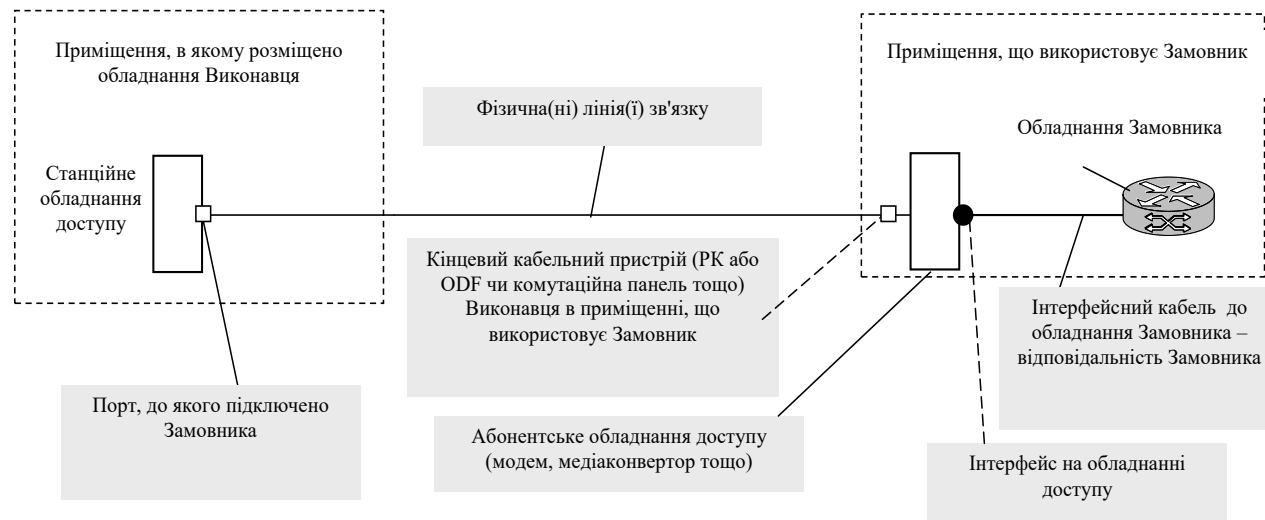 Приміщення, в якому розміщено
обладнання Виконавця
Приміщення, що використовує Замовник
Фізична(ні) лінія(ї) зв'язку
Обладнання Замовника
Станційне
обладнання
доступу
Кінцевий кабельний пристрій (РК або
ODF чи комутаційна панель тощо)
Виконавця в приміщенні, що
використовує Замовник
Інтерфейсний кабель до
обладнання Замовника –
відповідальність Замовника
Порт, до якого підключено
Замовника
Абонентське обладнання доступу
(модем, медіаконвертор тощо)
Інтерфейс на обладнанні
доступу